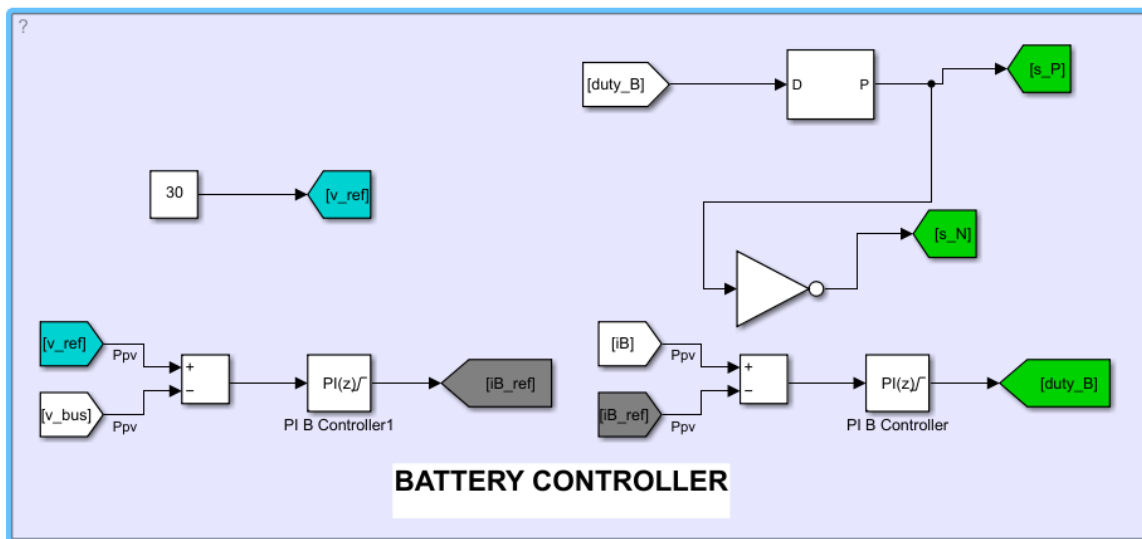 ?
[duty_B]
D
P
[s_P]
30
[v_ref]
[s_N]
[v_ref]
Ppv
+
−
[v_bus]
Ppv
PI(z)
PI B Controller1
[iB_ref]
[iB]
Ppv
+
−
[iB_ref]
Ppv
PI(z)
PI B Controller
[duty_B]
BATTERY CONTROLLER